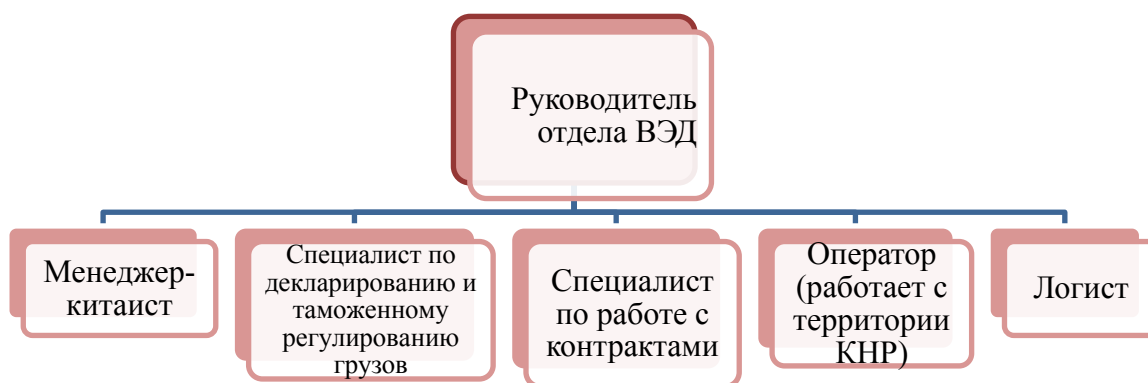 Руководитель
отдела ВЭД
Менеджер-
китаист
Специалист по
декларированию и
таможенному
регулированию
грузов
Специалист
по работе с
контрактами
Оператор
(работает с
территории
КНР)
Логист